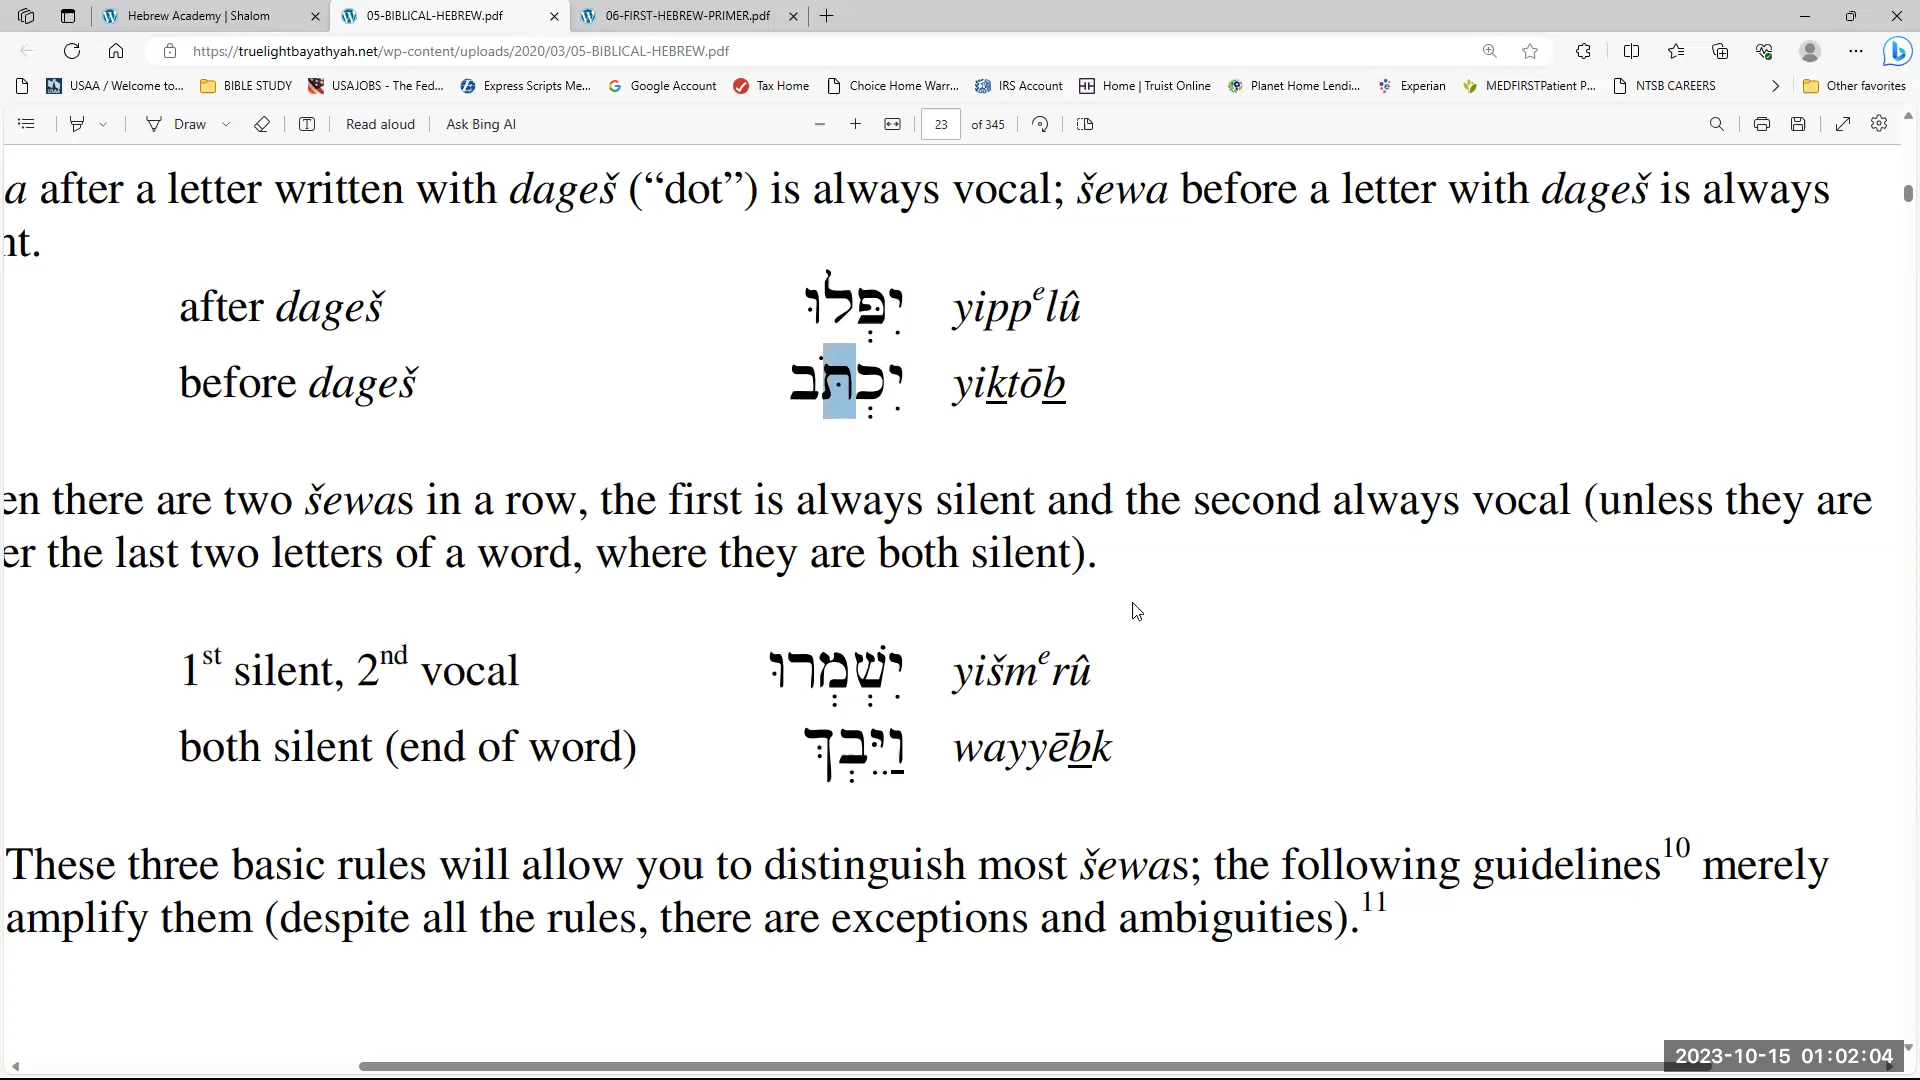 Hebrew Academy | Shalom
05-BIBLICAL-HEBREW.pdf
06-FIRST-HEBREW-PRIMER.pdf
https://truelightbayathyah.net/wp-content/uploads/2020/03/05-BIBLICAL-HEBREW.pdf
USAA / Welcome to...
BIBLE STUDY
USAJOBS - The Fed...
Express Scripts Me...
Google Account
Tax Home
Choice Home Warr...
IRS Account
Home | Truist Online
Planet Home Lendi...
Experian
MEDFIRSTPatient P...
NTSB CAREERS
Other favorites
Draw
Read aloud
Ask Bing AI
23 of 345
a after a letter written with dageš (“dot”) is always vocal; šewa before a letter with dageš is always
nt.
after dageš יִפְּלוּ yippᵉlû
before dageš יִכְתֹּב yiktōb
en there are two šewas in a row, the first is always silent and the second always vocal (unless they are
er the last two letters of a word, where they are both silent).
1st silent, 2nd vocal יִשְׁמְרוּ yišmᵉrû
both silent (end of word) וַיֵּבְךְּ wayyēbk
These three basic rules will allow you to distinguish most šewas; the following guidelines10 merely
amplify them (despite all the rules, there are exceptions and ambiguities).11
2023-10-15 01:02:04